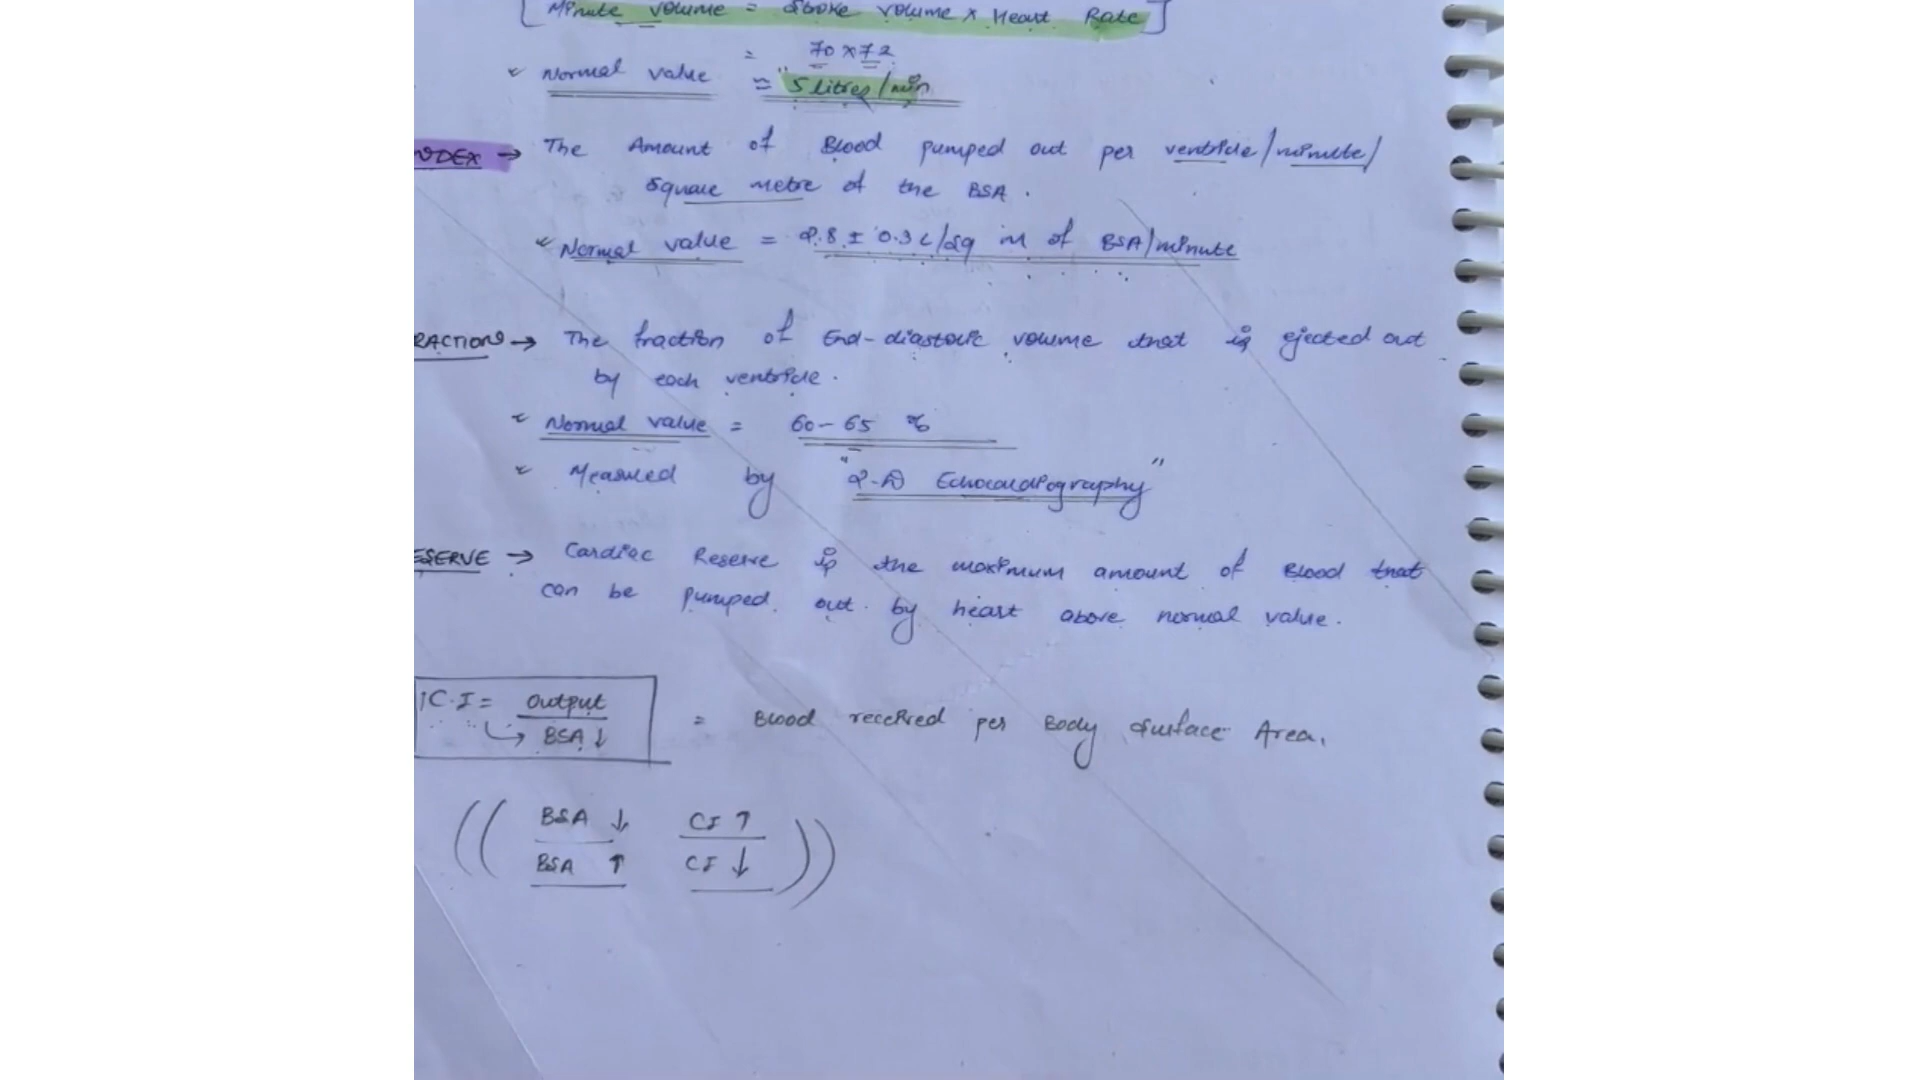 [ Minute volume = stroke volume x Heart Rate ]
= 70 x 72
Normal value = "5 litres/min
NDEX → The Amount of Blood pumped out per ventricle/minute/
square metre of the BSA.
Normal value = 2.8 ± 0.3 L/sq m of BSA/minute
RACTION → The fraction of End-diastolic volume that is ejected out
by each ventricle.
Normal value = 60-65 %
Measured by "2-D Echocardiography"
ESERVE → Cardiac Reserve is the maximum amount of Blood that
can be pumped out by heart above normal value.
C.I = Output = Blood received per Body Surface Area.
BSA ↓
(( BSA ↓ CI ↑
BSA ↑ CI ↓ ))